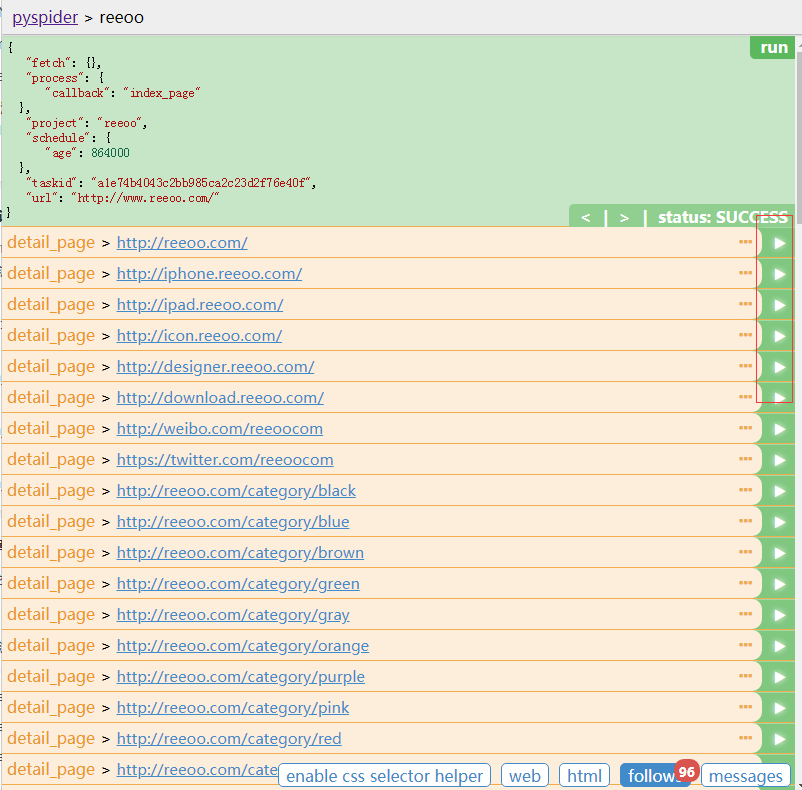 pyspider > reeoo
run
{
"fetch": {},
"process": {
"callback": "index_page"
},
"project": "reeoo",
"schedule": {
"age": 864000
},
"taskid": "a1e74b4043c2bb985ca2c23d2f76e40f",
"url": "http://www.reeoo.com/"
}
< | > | status: SUCCESS
detail_page > http://reeoo.com/
detail_page > http://iphone.reeoo.com/
detail_page > http://ipad.reeoo.com/
detail_page > http://icon.reeoo.com/
detail_page > http://designer.reeoo.com/
detail_page > http://download.reeoo.com/
detail_page > http://weibo.com/reeoocom
detail_page > https://twitter.com/reeoocom
detail_page > http://reeoo.com/category/black
detail_page > http://reeoo.com/category/blue
detail_page > http://reeoo.com/category/brown
detail_page > http://reeoo.com/category/green
detail_page > http://reeoo.com/category/gray
detail_page > http://reeoo.com/category/orange
detail_page > http://reeoo.com/category/purple
detail_page > http://reeoo.com/category/pink
detail_page > http://reeoo.com/category/red
detail_page > http://reeoo.com/cate
enable css selector helper web html follows 96 messages